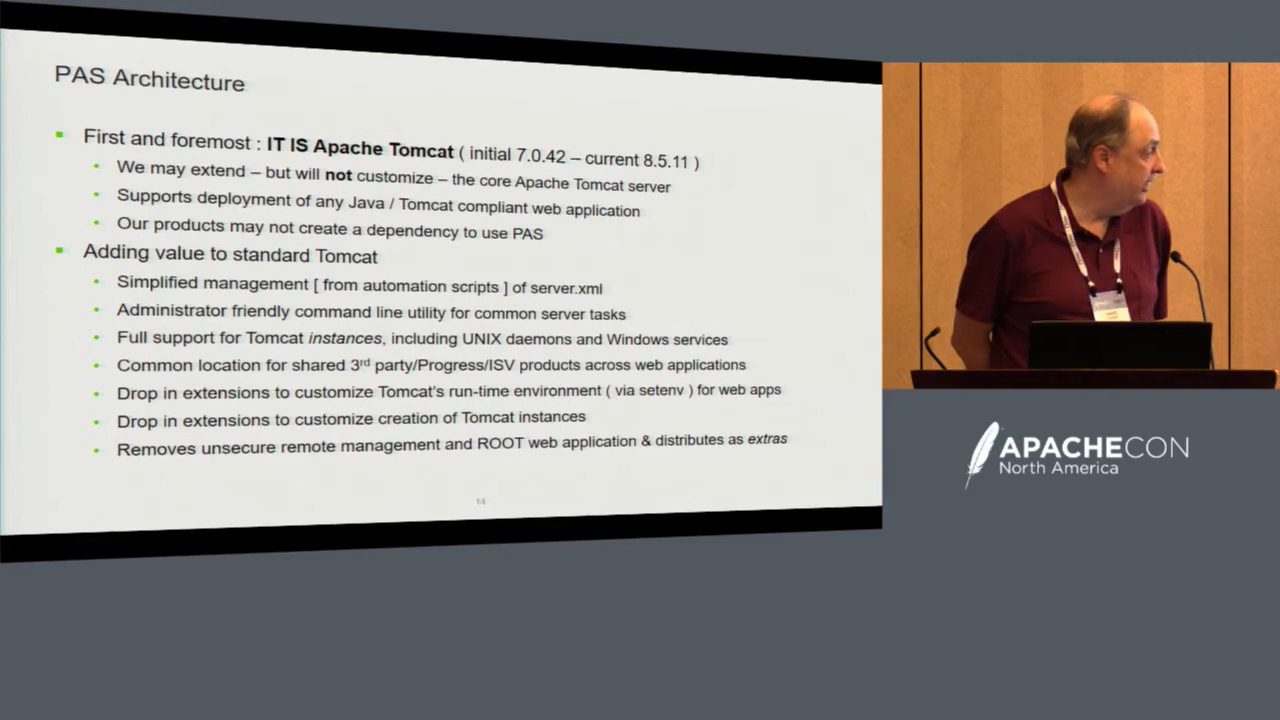 PAS Architecture
First and foremost : IT IS Apache Tomcat ( initial 7.0.42 – current 8.5.11 )
We may extend – but will not customize – the core Apache Tomcat server
Supports deployment of any Java / Tomcat compliant web application
Our products may not create a dependency to use PAS
Adding value to standard Tomcat
Simplified management [ from automation scripts ] of server.xml
Administrator friendly command line utility for common server tasks
Full support for Tomcat instances, including UNIX daemons and Windows services
Common location for shared 3rd party/Progress/ISV products across web applications
Drop in extensions to customize Tomcat's run-time environment ( via setenv ) for web apps
Drop in extensions to customize creation of Tomcat instances
Removes unsecure remote management and ROOT web application & distributes as extras
14
APACHECON
North America